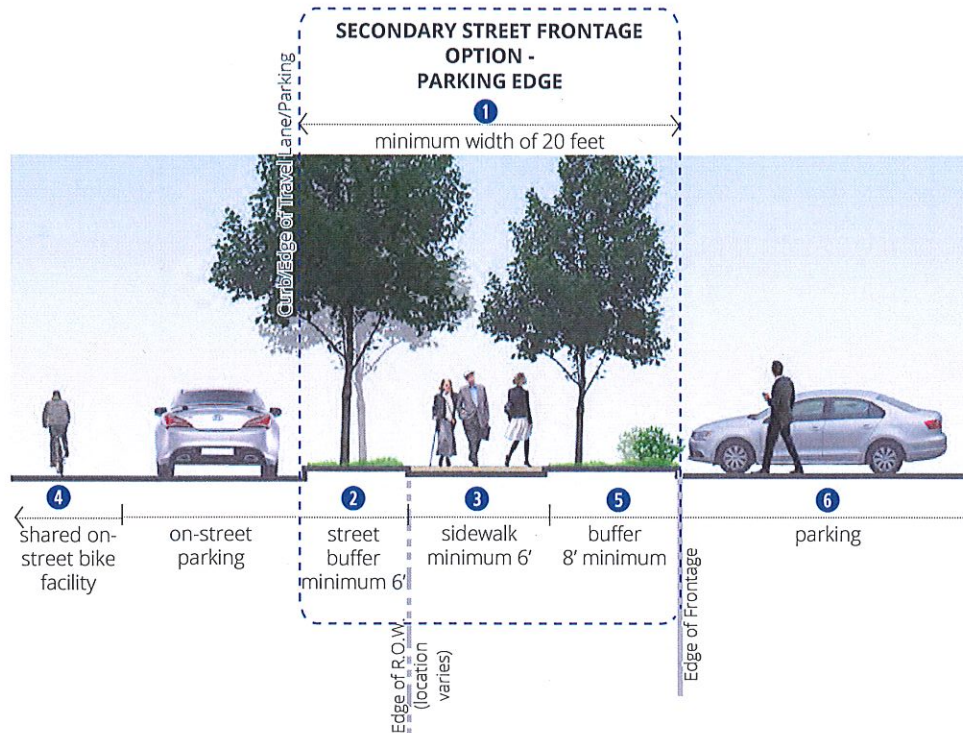 SECONDARY STREET FRONTAGE
OPTION -
PARKING EDGE
1
minimum width of 20 feet
Curb/Edge of Travel Lane/Parking
4
2
3
5
6
shared on-
street bike
facility
on-street
parking
street
buffer
minimum 6'
sidewalk
minimum 6'
buffer
8' minimum
parking
Edge of R.O.W.
(location
varies)
Edge of Frontage